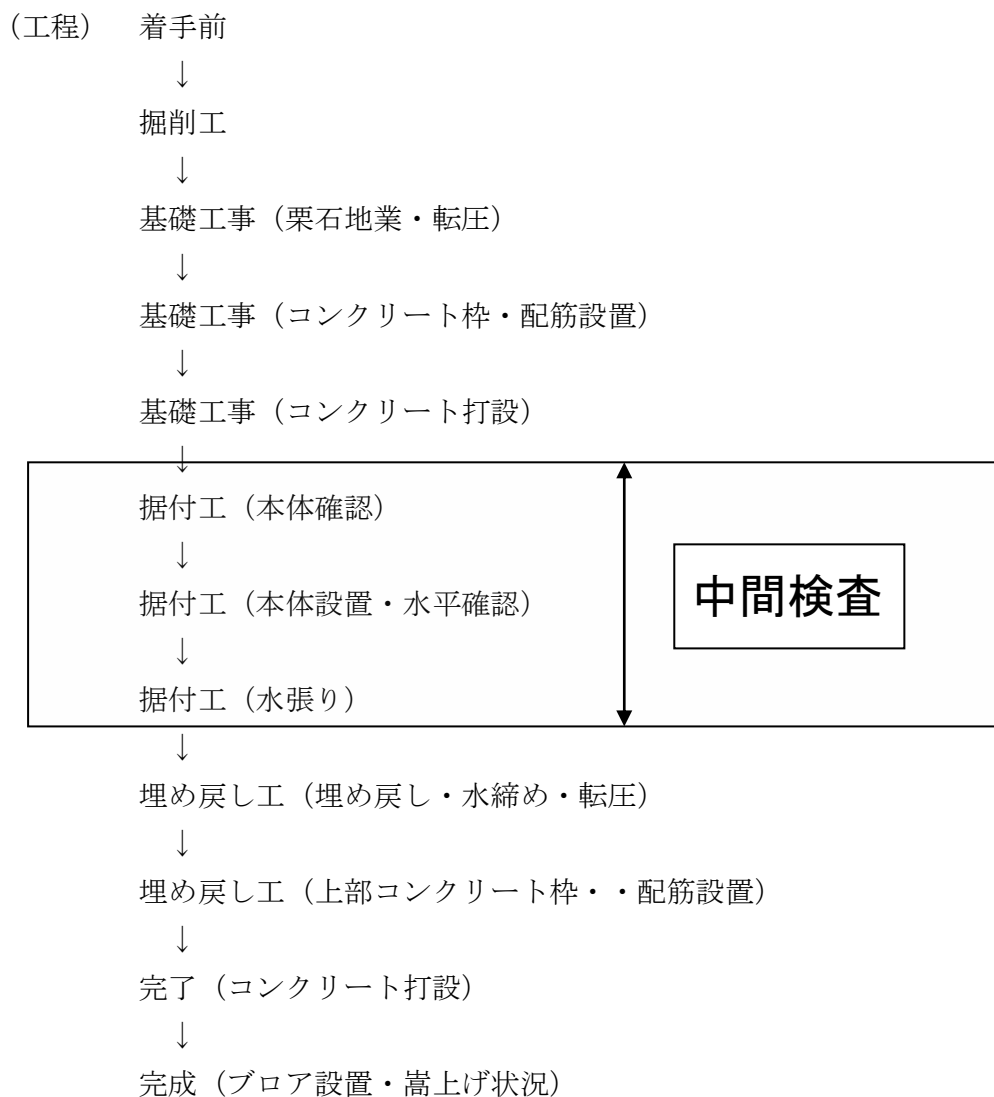 （工程）　着手前
↓
掘削工
↓
基礎工事（栗石地業・転圧）
↓
基礎工事（コンクリート枠・配筋設置）
↓
基礎工事（コンクリート打設）
↓
据付工（本体確認）
↓
据付工（本体設置・水平確認）
中間検査
↓
据付工（水張り）
↓
埋め戻し工（埋め戻し・水締め・転圧）
↓
埋め戻し工（上部コンクリート枠・・配筋設置）
↓
完了（コンクリート打設）
↓
完成（ブロア設置・嵩上げ状況）